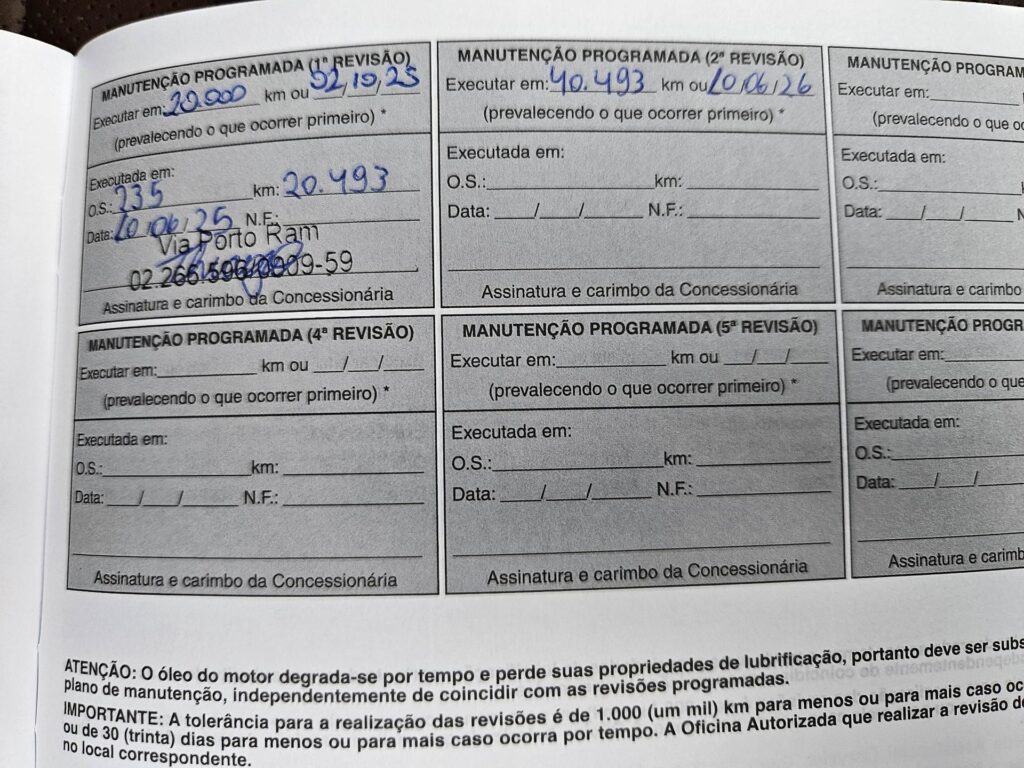 MANUTENÇÃO PROGRAMADA (1ª REVISÃO)
Executar em: 20.000 km ou 02/10/25
(prevalecendo o que ocorrer primeiro) *
Executada em:
O.S.: 235 km: 20.493
Data: 10/06/25 N.F.:
Via Porto Ram
02.266.596/0009-59
Assinatura e carimbo da Concessionária
MANUTENÇÃO PROGRAMADA (2ª REVISÃO)
Executar em: 40.493 km ou 10/06/26
(prevalecendo o que ocorrer primeiro) *
Executada em:
O.S.: km:
Data: / / N.F.:
Assinatura e carimbo da Concessionária
MANUTENÇÃO PROGRAM
Executar em:
(prevalecendo o que oc
Executada em:
O.S.:
Data: / /
Assinatura e carimbo
MANUTENÇÃO PROGRAMADA (4ª REVISÃO)
Executar em: km ou / /
(prevalecendo o que ocorrer primeiro) *
Executada em:
O.S.: km:
Data: / / N.F.:
Assinatura e carimbo da Concessionária
MANUTENÇÃO PROGRAMADA (5ª REVISÃO)
Executar em: km ou / /
(prevalecendo o que ocorrer primeiro) *
Executada em:
O.S.: km:
Data: / / N.F.:
Assinatura e carimbo da Concessionária
MANUTENÇÃO PROGR
Executar em:
(prevalecendo o que
Executada em:
O.S.:
Data: / /
Assinatura e carimb
ATENÇÃO: O óleo do motor degrada-se por tempo e perde suas propriedades de lubrificação, portanto deve ser subs
plano de manutenção, independentemente de coincidir com as revisões programadas.
IMPORTANTE: A tolerância para a realização das revisões é de 1.000 (um mil) km para menos ou para mais caso oc
ou de 30 (trinta) dias para menos ou para mais caso ocorra por tempo. A Oficina Autorizada que realizar a revisão de
no local correspondente.